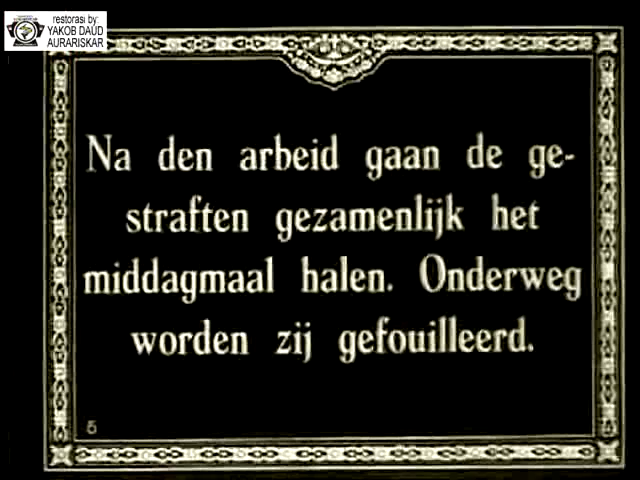 restorasi by:
YAKOB DAUD
AURARISKAR
Na den arbeid gaan de ge-
straften gezamenlijk het
middagmaal halen. Onderweg
worden zij gefouilleerd.
5